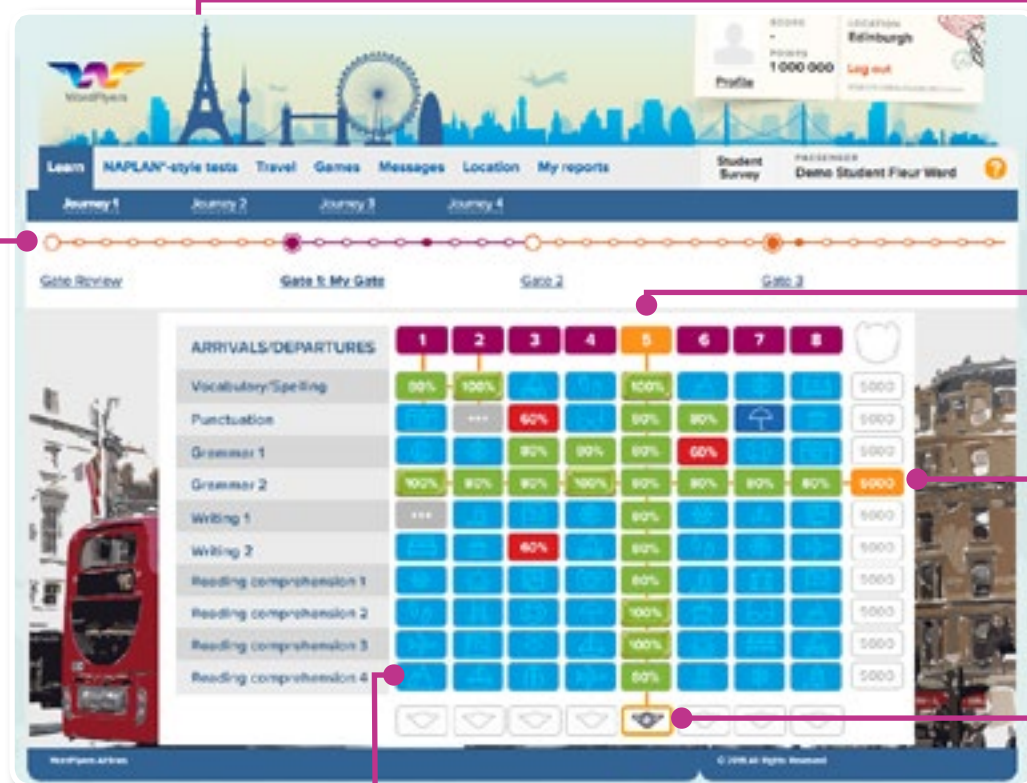 SCORE LOCATION
- Edinburgh
POINTS
1 000 000 Log out
Profile
WordFlyers
Learn NAPLAN*-style tests Travel Games Messages Location My reports
Student Survey
PASSENGER
Demo Student Fleur Ward
?
Journey 1 Journey 2 Journey 3 Journey 4
Gate Review Gate 1: My Gate Gate 2 Gate 3
ARRIVALS/DEPARTURES 1 2 3 4 5 6 7 8
Vocabulary/Spelling 80% 100% 100% 5000
Punctuation ... 60% 80% 80% 5000
Grammar 1 80% 80% 80% 60% 5000
Grammar 2 100% 80% 80% 100% 80% 80% 80% 80% 5000
Writing 1 ... 80% 5000
Writing 2 60% 80% 5000
Reading comprehension 1 80% 5000
Reading comprehension 2 100% 5000
Reading comprehension 3 100% 5000
Reading comprehension 4 80% 5000
WordFlyers Airlines
All Rights Reserved